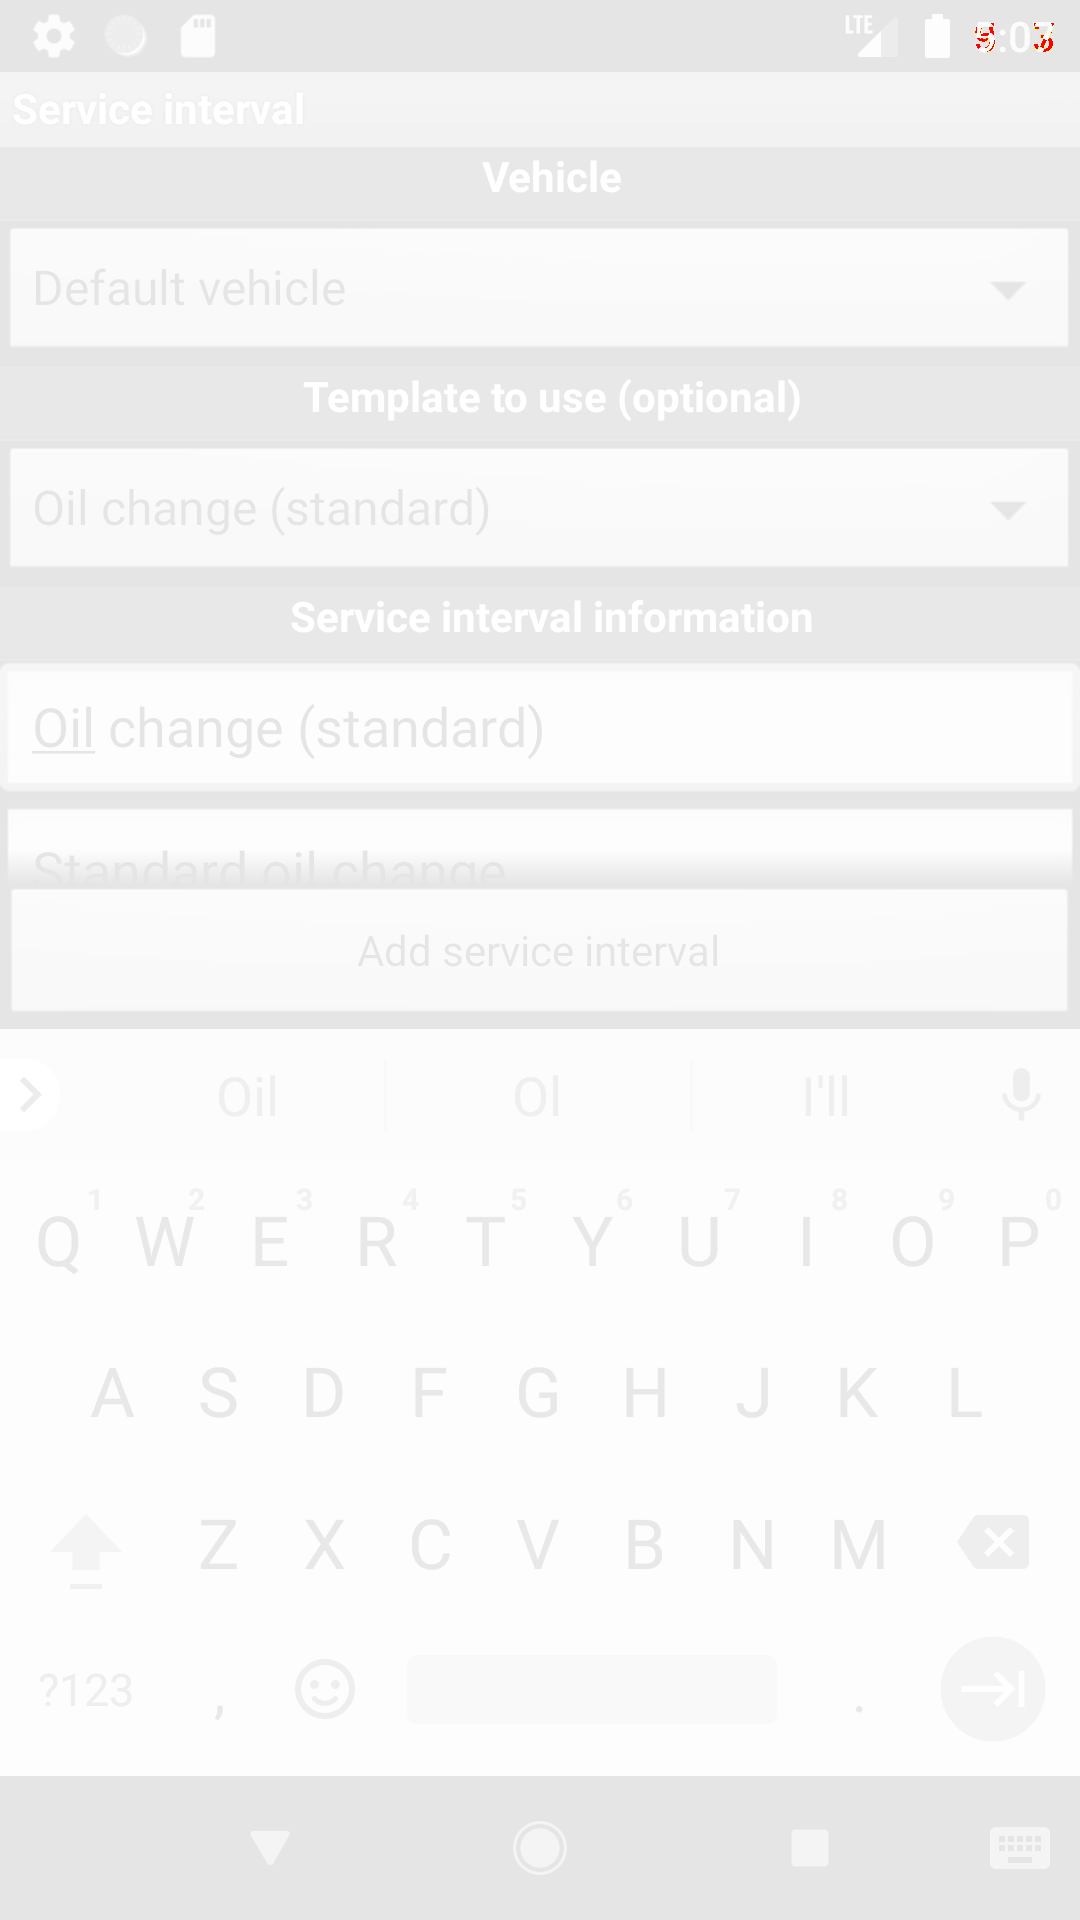 LTE
Service interval
Vehicle
Default vehicle
Template to use (optional)
Oil change (standard)
Service interval information
Oil change (standard)
Standard oil change
Add service interval
Oil Ol I'll
1 2 3 4 5 6 7 8 9 0
Q W E R T Y U I O P
A S D F G H J K L
Z X C V B N M
?123 , .